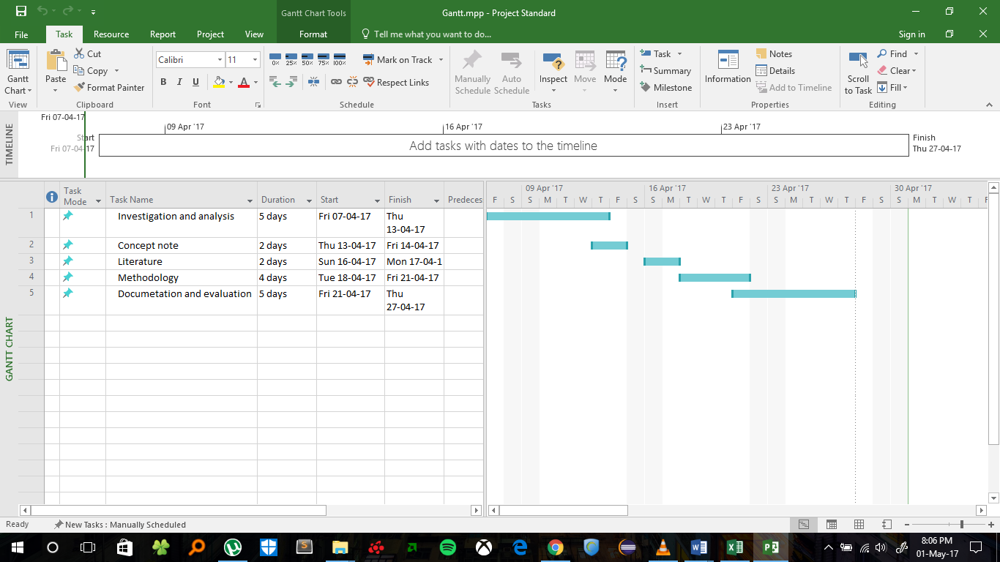 Gantt Chart Tools
Gantt.mpp - Project Standard
File Task Resource Report Project View Format Tell me what you want to do... Sign in
Gantt Chart
View
Paste
Cut
Copy
Format Painter
Clipboard
Calibri 11
B I U A
Font
0% 25% 50% 75% 100%
Mark on Track
Respect Links
Schedule
Manually Schedule
Auto Schedule
Inspect
Move
Mode
Tasks
Task
Summary
Milestone
Insert
Information
Notes
Details
Add to Timeline
Properties
Scroll to Task
Find
Clear
Fill
Editing
TIMELINE
Fri 07-04-17
09 Apr '17 16 Apr '17 23 Apr '17
Start
Fri 07-04-17
Add tasks with dates to the timeline
Finish
Thu 27-04-17
GANTT CHART
Task Mode Task Name Duration Start Finish Predeces
09 Apr '17 16 Apr '17 23 Apr '17 30 Apr '17
F S S M T W T F S S M T W T F S S M T W T F S S M T W T F
1 Investigation and analysis 5 days Fri 07-04-17 Thu 13-04-17
2 Concept note 2 days Thu 13-04-17 Fri 14-04-17
3 Literature 2 days Sun 16-04-17 Mon 17-04-1
4 Methodology 4 days Tue 18-04-17 Fri 21-04-17
5 Documetation and evaluation 5 days Fri 21-04-17 Thu 27-04-17
Ready New Tasks : Manually Scheduled
8:06 PM
01-May-17